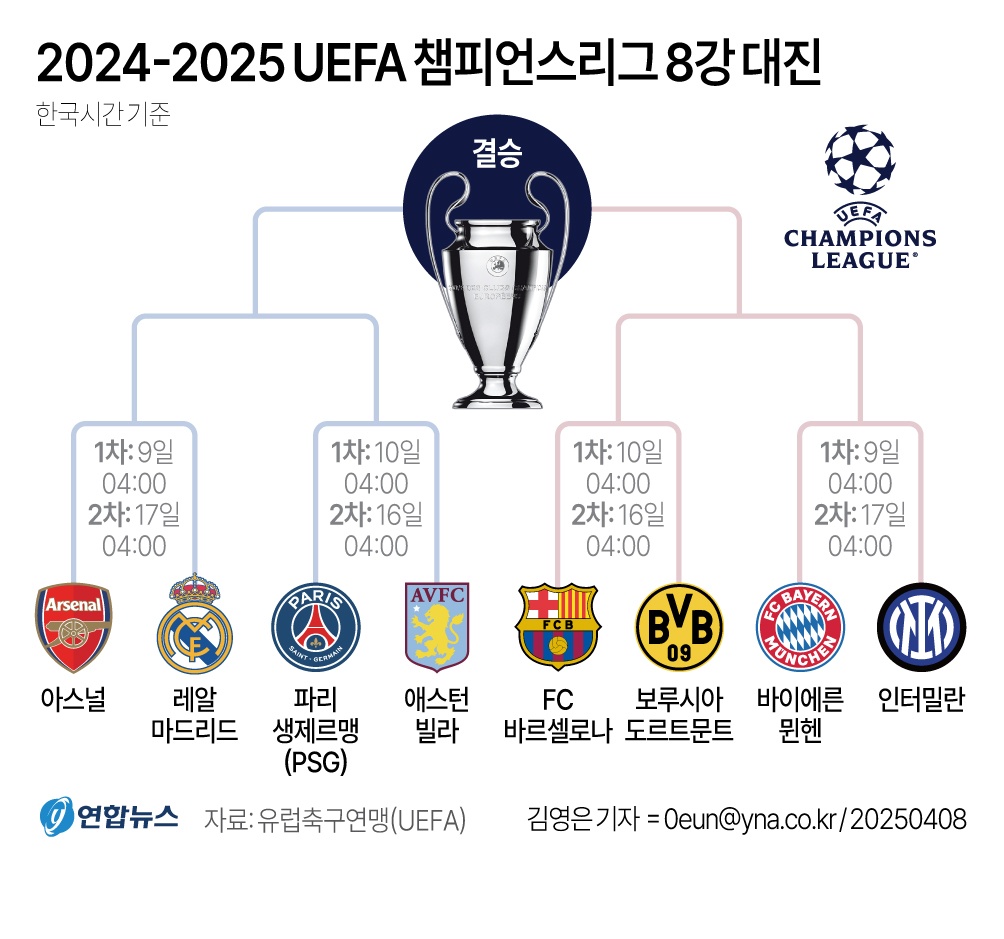 2024-2025 UEFA 챔피언스리그 8강 대진
한국시간 기준
결승
UEFA
CHAMPIONS
LEAGUE®
1차: 9일
04:00
2차: 17일
04:00
1차: 10일
04:00
2차: 16일
04:00
1차: 10일
04:00
2차: 16일
04:00
1차: 9일
04:00
2차: 17일
04:00
Arsenal
PARIS
SAINT-GERMAIN
AVFC
FCB
BVB
09
FC BAYERN
MÜNCHEN
아스널
레알
마드리드
파리
생제르맹
(PSG)
애스턴
빌라
FC
바르셀로나
보루시아
도르트문트
바이에른
뮌헨
인터밀란
연합뉴스
자료: 유럽축구연맹(UEFA)
김영은 기자 = 0eun@yna.co.kr / 20250408